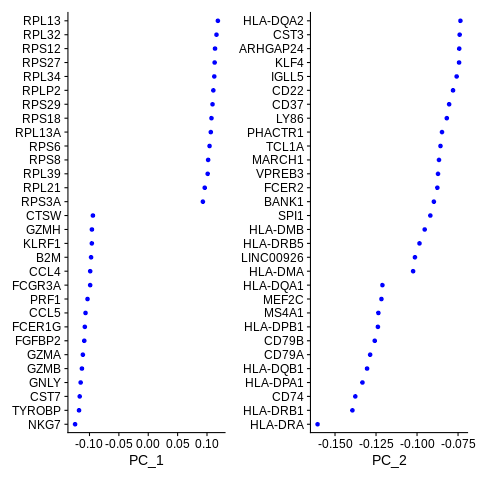 RPL13
RPL32
RPS12
RPS27
RPL34
RPLP2
RPS29
RPS18
RPL13A
RPS6
RPS8
RPL39
RPL21
RPS3A
CTSW
GZMH
KLRF1
B2M
CCL4
FCGR3A
PRF1
CCL5
FCER1G
FGFBP2
GZMA
GZMB
GNLY
CST7
TYROBP
NKG7
-0.10 -0.05 0.00 0.05 0.10
PC_1
HLA-DQA2
CST3
ARHGAP24
KLF4
IGLL5
CD22
CD37
LY86
PHACTR1
TCL1A
MARCH1
VPREB3
FCER2
BANK1
SPI1
HLA-DMB
HLA-DRB5
LINC00926
HLA-DMA
HLA-DQA1
MEF2C
MS4A1
HLA-DPB1
CD79B
CD79A
HLA-DQB1
HLA-DPA1
CD74
HLA-DRB1
HLA-DRA
-0.150 -0.125 -0.100 -0.075
PC_2